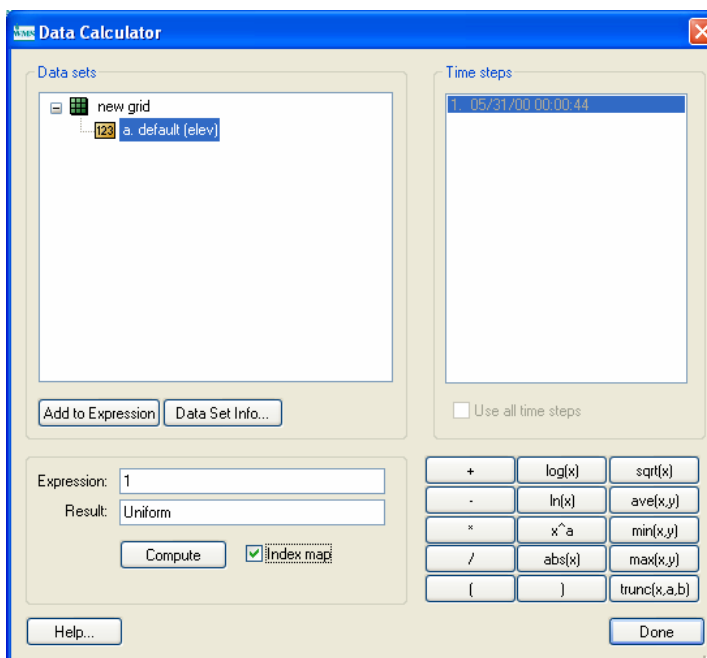 WMS Data Calculator
Data sets
new grid
123 a. default (elev)
Add to Expression Data Set Info...
Time steps
1. 05/31/00 00:00:44
Use all time steps
Expression: 1
Result: Uniform
Compute Index map
+ log(x) sqrt(x)
- ln(x) ave(x,y)
* x^a min(x,y)
/ abs(x) max(x,y)
( ) trunc(x,a,b)
Help... Done